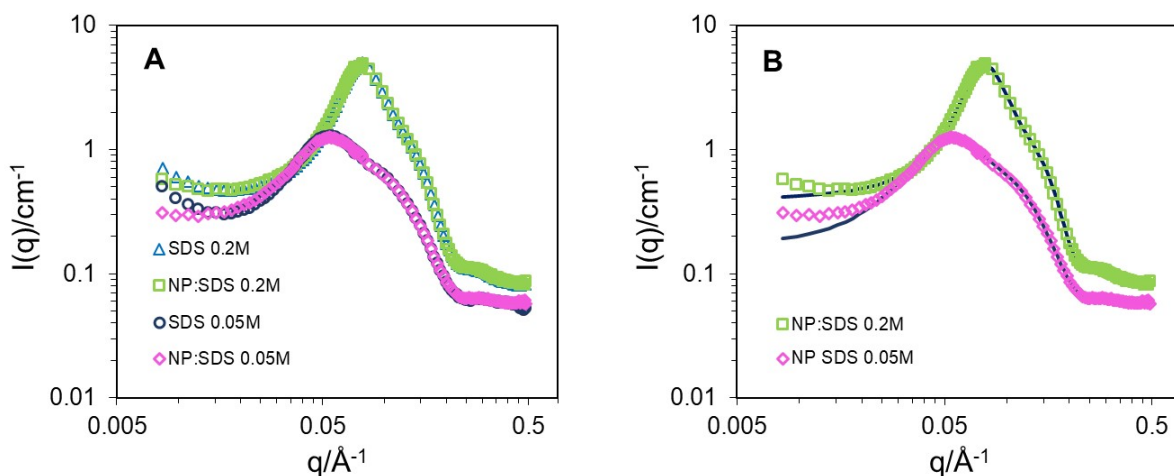 A
I(q)/cm-1
10
1
0.1
0.01
SDS 0.2M
NP:SDS 0.2M
SDS 0.05M
NP:SDS 0.05M
0.005
0.05
0.5
q/Å-1
B
I(q)/cm-1
10
1
0.1
0.01
NP:SDS 0.2M
NP SDS 0.05M
0.005
0.05
0.5
q/Å-1